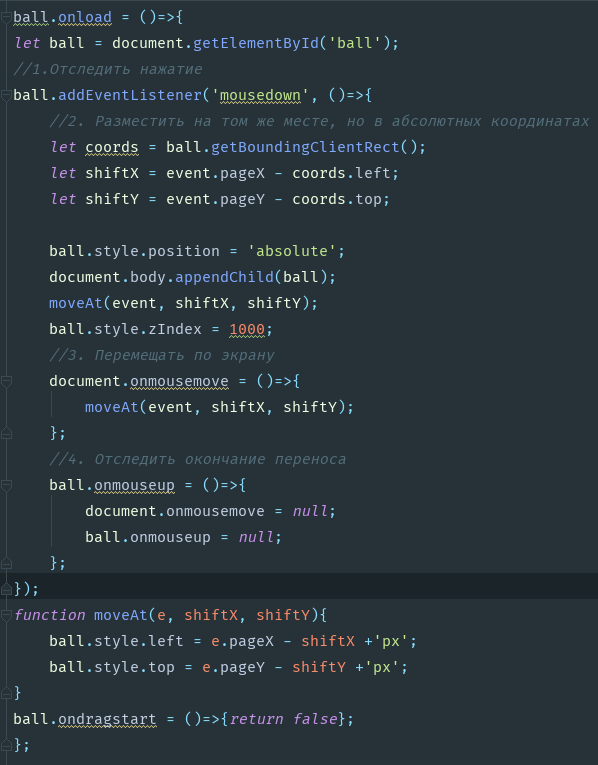 ball.onload = ()=>{
let ball = document.getElementById('ball');
//1.Отследить нажатие
ball.addEventListener('mousedown', ()=>{
    //2. Разместить на том же месте, но в абсолютных координатах
    let coords = ball.getBoundingClientRect();
    let shiftX = event.pageX - coords.left;
    let shiftY = event.pageY - coords.top;

    ball.style.position = 'absolute';
    document.body.appendChild(ball);
    moveAt(event, shiftX, shiftY);
    ball.style.zIndex = 1000;
    //3. Перемещать по экрану
    document.onmousemove = ()=>{
        moveAt(event, shiftX, shiftY);
    };
    //4. Отследить окончание переноса
    ball.onmouseup = ()=>{
        document.onmousemove = null;
        ball.onmouseup = null;
    };
});
function moveAt(e, shiftX, shiftY){
    ball.style.left = e.pageX - shiftX +'px';
    ball.style.top = e.pageY - shiftY +'px';
}
ball.ondragstart = ()=>{return false};
};